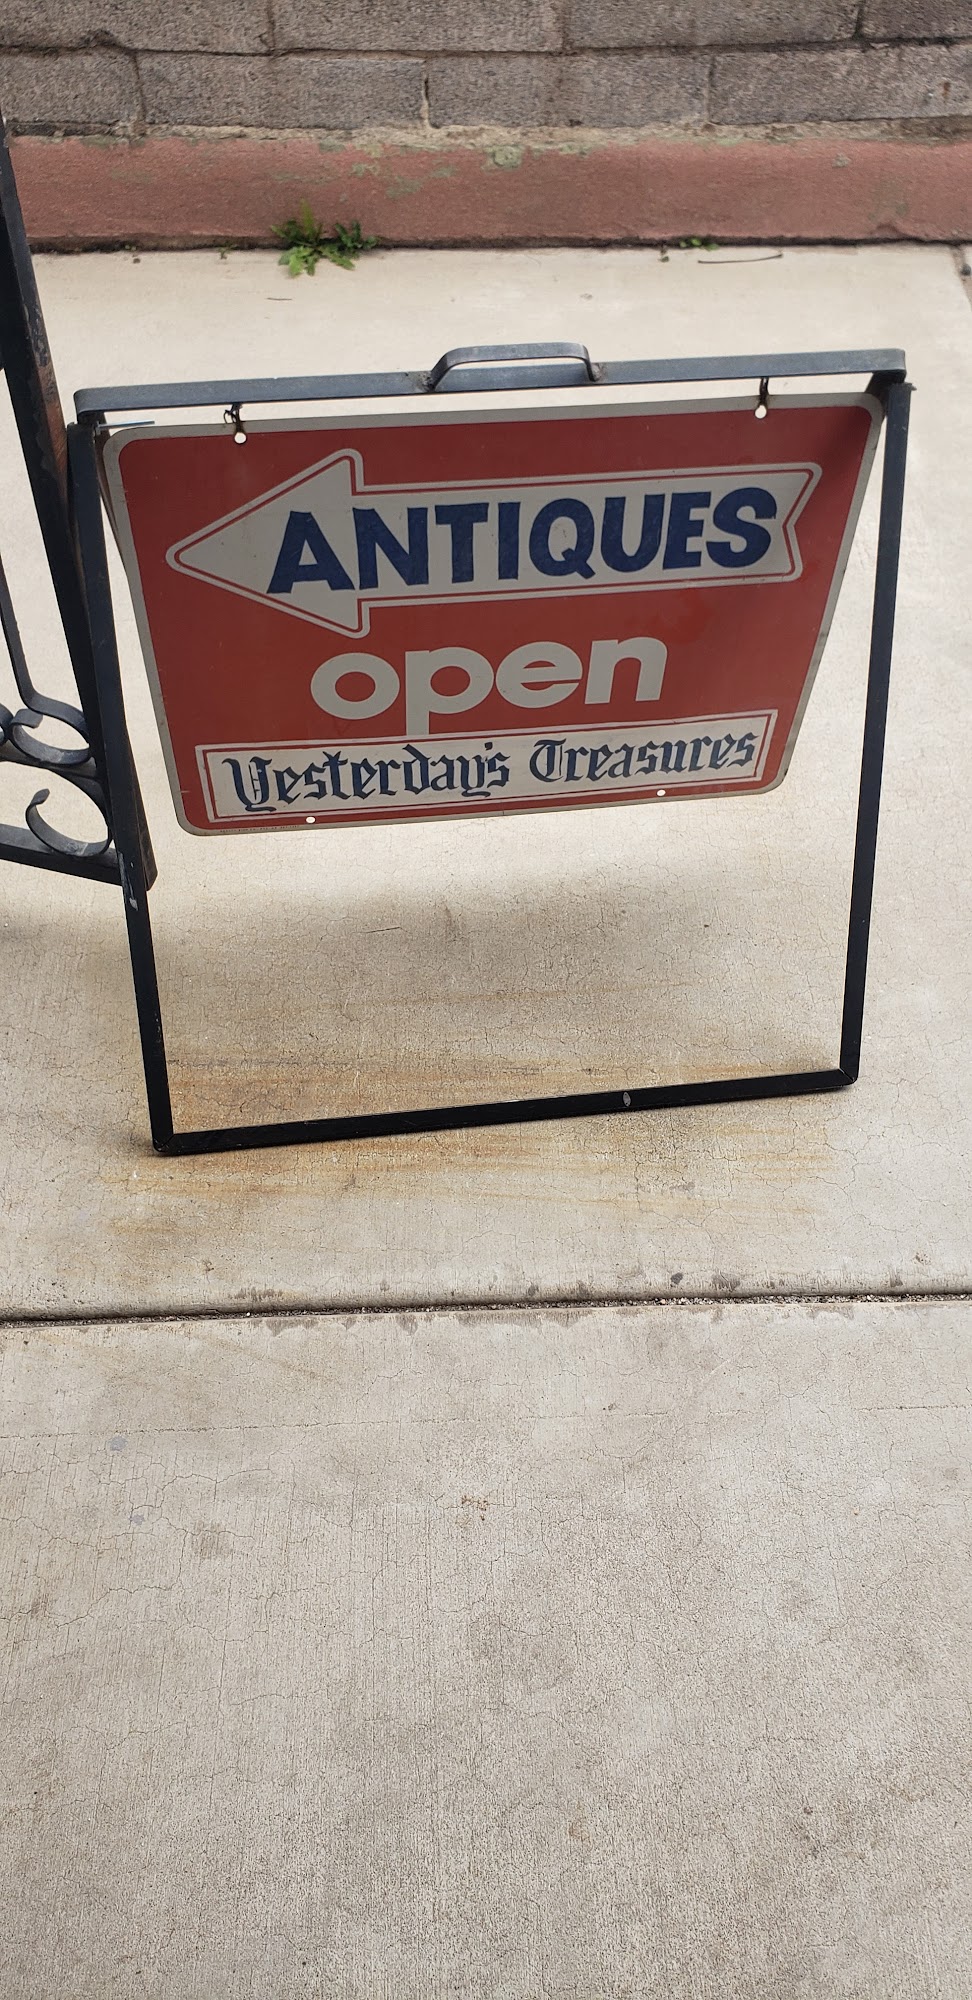 ANTIQUES
open
Yesterday's Treasures